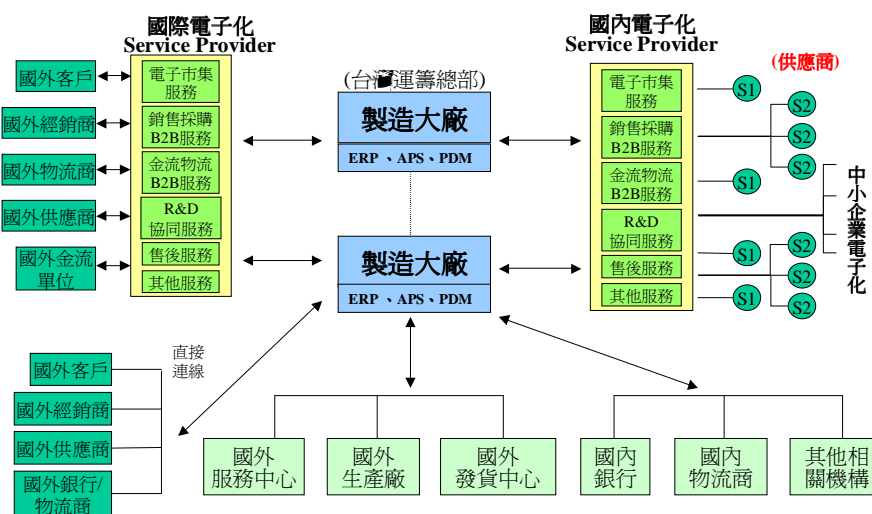 國際電子化
Service Provider
國內電子化
Service Provider
(供應商)
國外客戶
國外經銷商
國外物流商
國外供應商
國外金流
單位
電子市集
服務
銷售採購
B2B服務
金流物流
B2B服務
R&D
協同服務
售後服務
其他服務
(台灣運籌總部)
製造大廠
ERP 、APS、PDM
製造大廠
ERP 、APS、PDM
電子市集
服務
銷售採購
B2B服務
金流物流
B2B服務
R&D
協同服務
售後服務
其他服務
S1
S2
S2
S2
S1
S1
S2
S2
S2
S1
中小企業電子化
直接
連線
國外客戶
國外經銷商
國外供應商
國外銀行/
物流商
國外
服務中心
國外
生產廠
國外
發貨中心
國內
銀行
國內
物流商
其他相
關機構